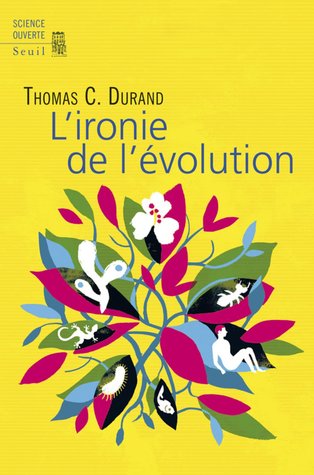 SCIENCE
OUVERTE
Seuil
THOMAS C. DURAND
L'ironie
de l'évolution